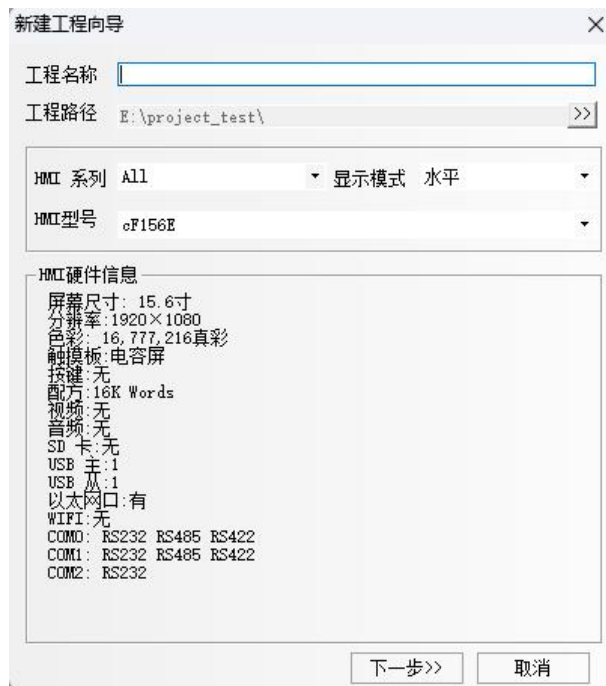 新建工程向导
工程名称
工程路径 E:\project_test\ >>
HMI 系列 All 显示模式 水平
HMI型号 cF156E
HMI硬件信息
屏幕尺寸: 15.6寸
分辨率:1920×1080
色彩: 16,777,216真彩
触摸板:电容屏
按键:无
配方:16K Words
视频:无
音频:无
SD 卡:无
USB 主:1
USB 从:1
以太网口:有
WIFI:无
COM0: RS232 RS485 RS422
COM1: RS232 RS485 RS422
COM2: RS232
下一步>> 取消